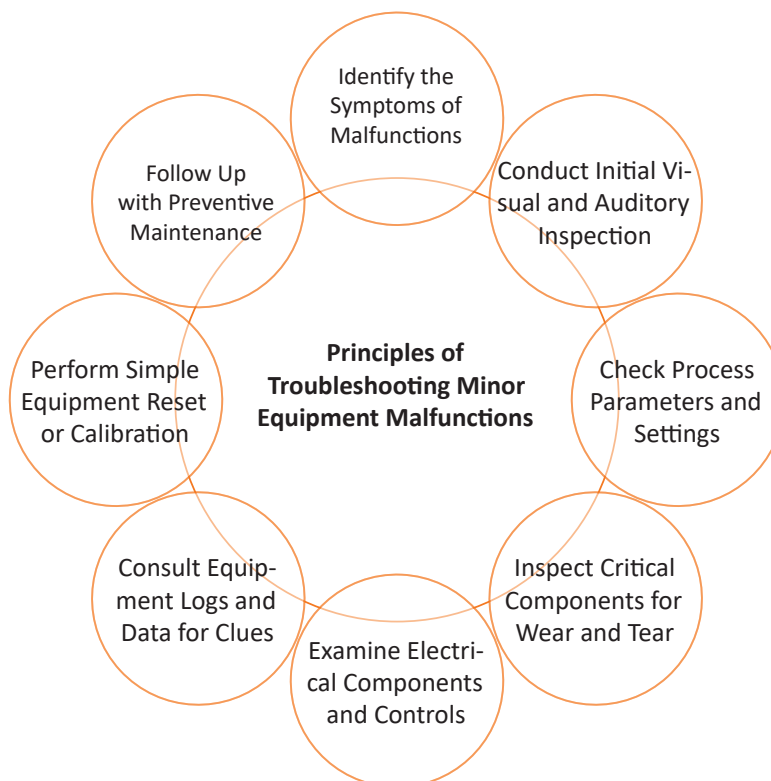 Identify the
Symptoms of
Malfunctions
Conduct Initial Vi-
sual and Auditory
Inspection
Check Process
Parameters and
Settings
Inspect Critical
Components for
Wear and Tear
Examine Electri-
cal Components
and Controls
Consult Equip-
ment Logs and
Data for Clues
Perform Simple
Equipment Reset
or Calibration
Follow Up
with Preventive
Maintenance
Principles of
Troubleshooting Minor
Equipment Malfunctions